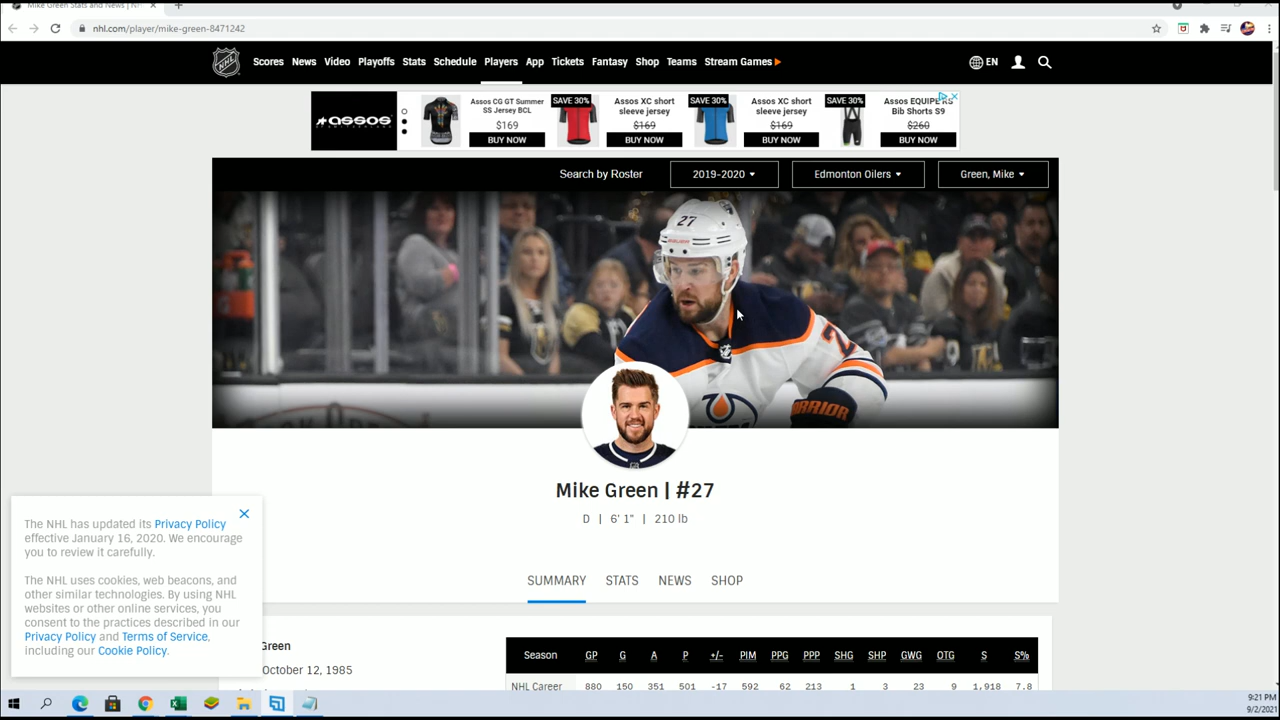 Mike Green Stats and News | NH
nhl.com/player/mike-green-8471242
NHL
Scores News Video Playoffs Stats Schedule Players App Tickets Fantasy Shop Teams Stream Games
EN
ASSOS
Assos CG GT Summer
SS Jersey BCL
$169
BUY NOW
SAVE 30%
Assos XC short
sleeve jersey
$169
BUY NOW
SAVE 30%
Assos XC short
sleeve jersey
$169
BUY NOW
SAVE 30%
Assos EQUIPE RS
Bib Shorts S9
$260
BUY NOW
Search by Roster 2019-2020 Edmonton Oilers Green, Mike
27
WARRIOR
OILERS
Mike Green | #27
D | 6' 1" | 210 lb
SUMMARY STATS NEWS SHOP
The NHL has updated its Privacy Policy
effective January 16, 2020. We encourage
you to review it carefully.
The NHL uses cookies, web beacons, and
other similar technologies. By using NHL
websites or other online services, you
consent to the practices described in our
Privacy Policy and Terms of Service,
including our Cookie Policy.
Green
October 12, 1985
Season GP G A P +/- PIM PPG PPP SHG SHP GWG OTG S S%
NHL Career 880 150 351 501 -17 592 62 213 1 3 23 9 1,918 7.8
9:21 PM
9/2/2021